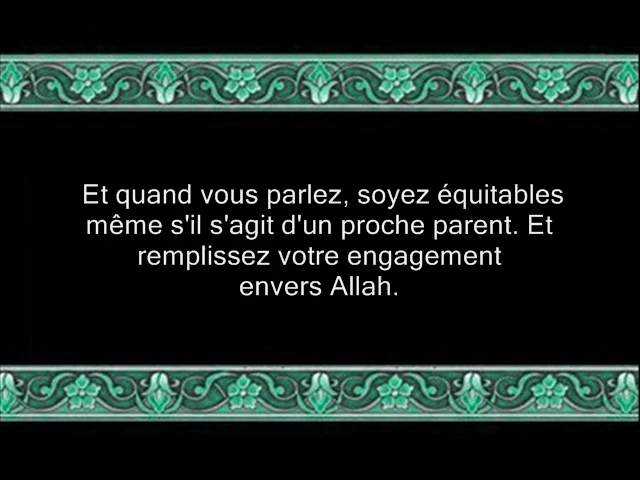 Et quand vous parlez, soyez équitables
même s'il s'agit d'un proche parent. Et
remplissez votre engagement
envers Allah.